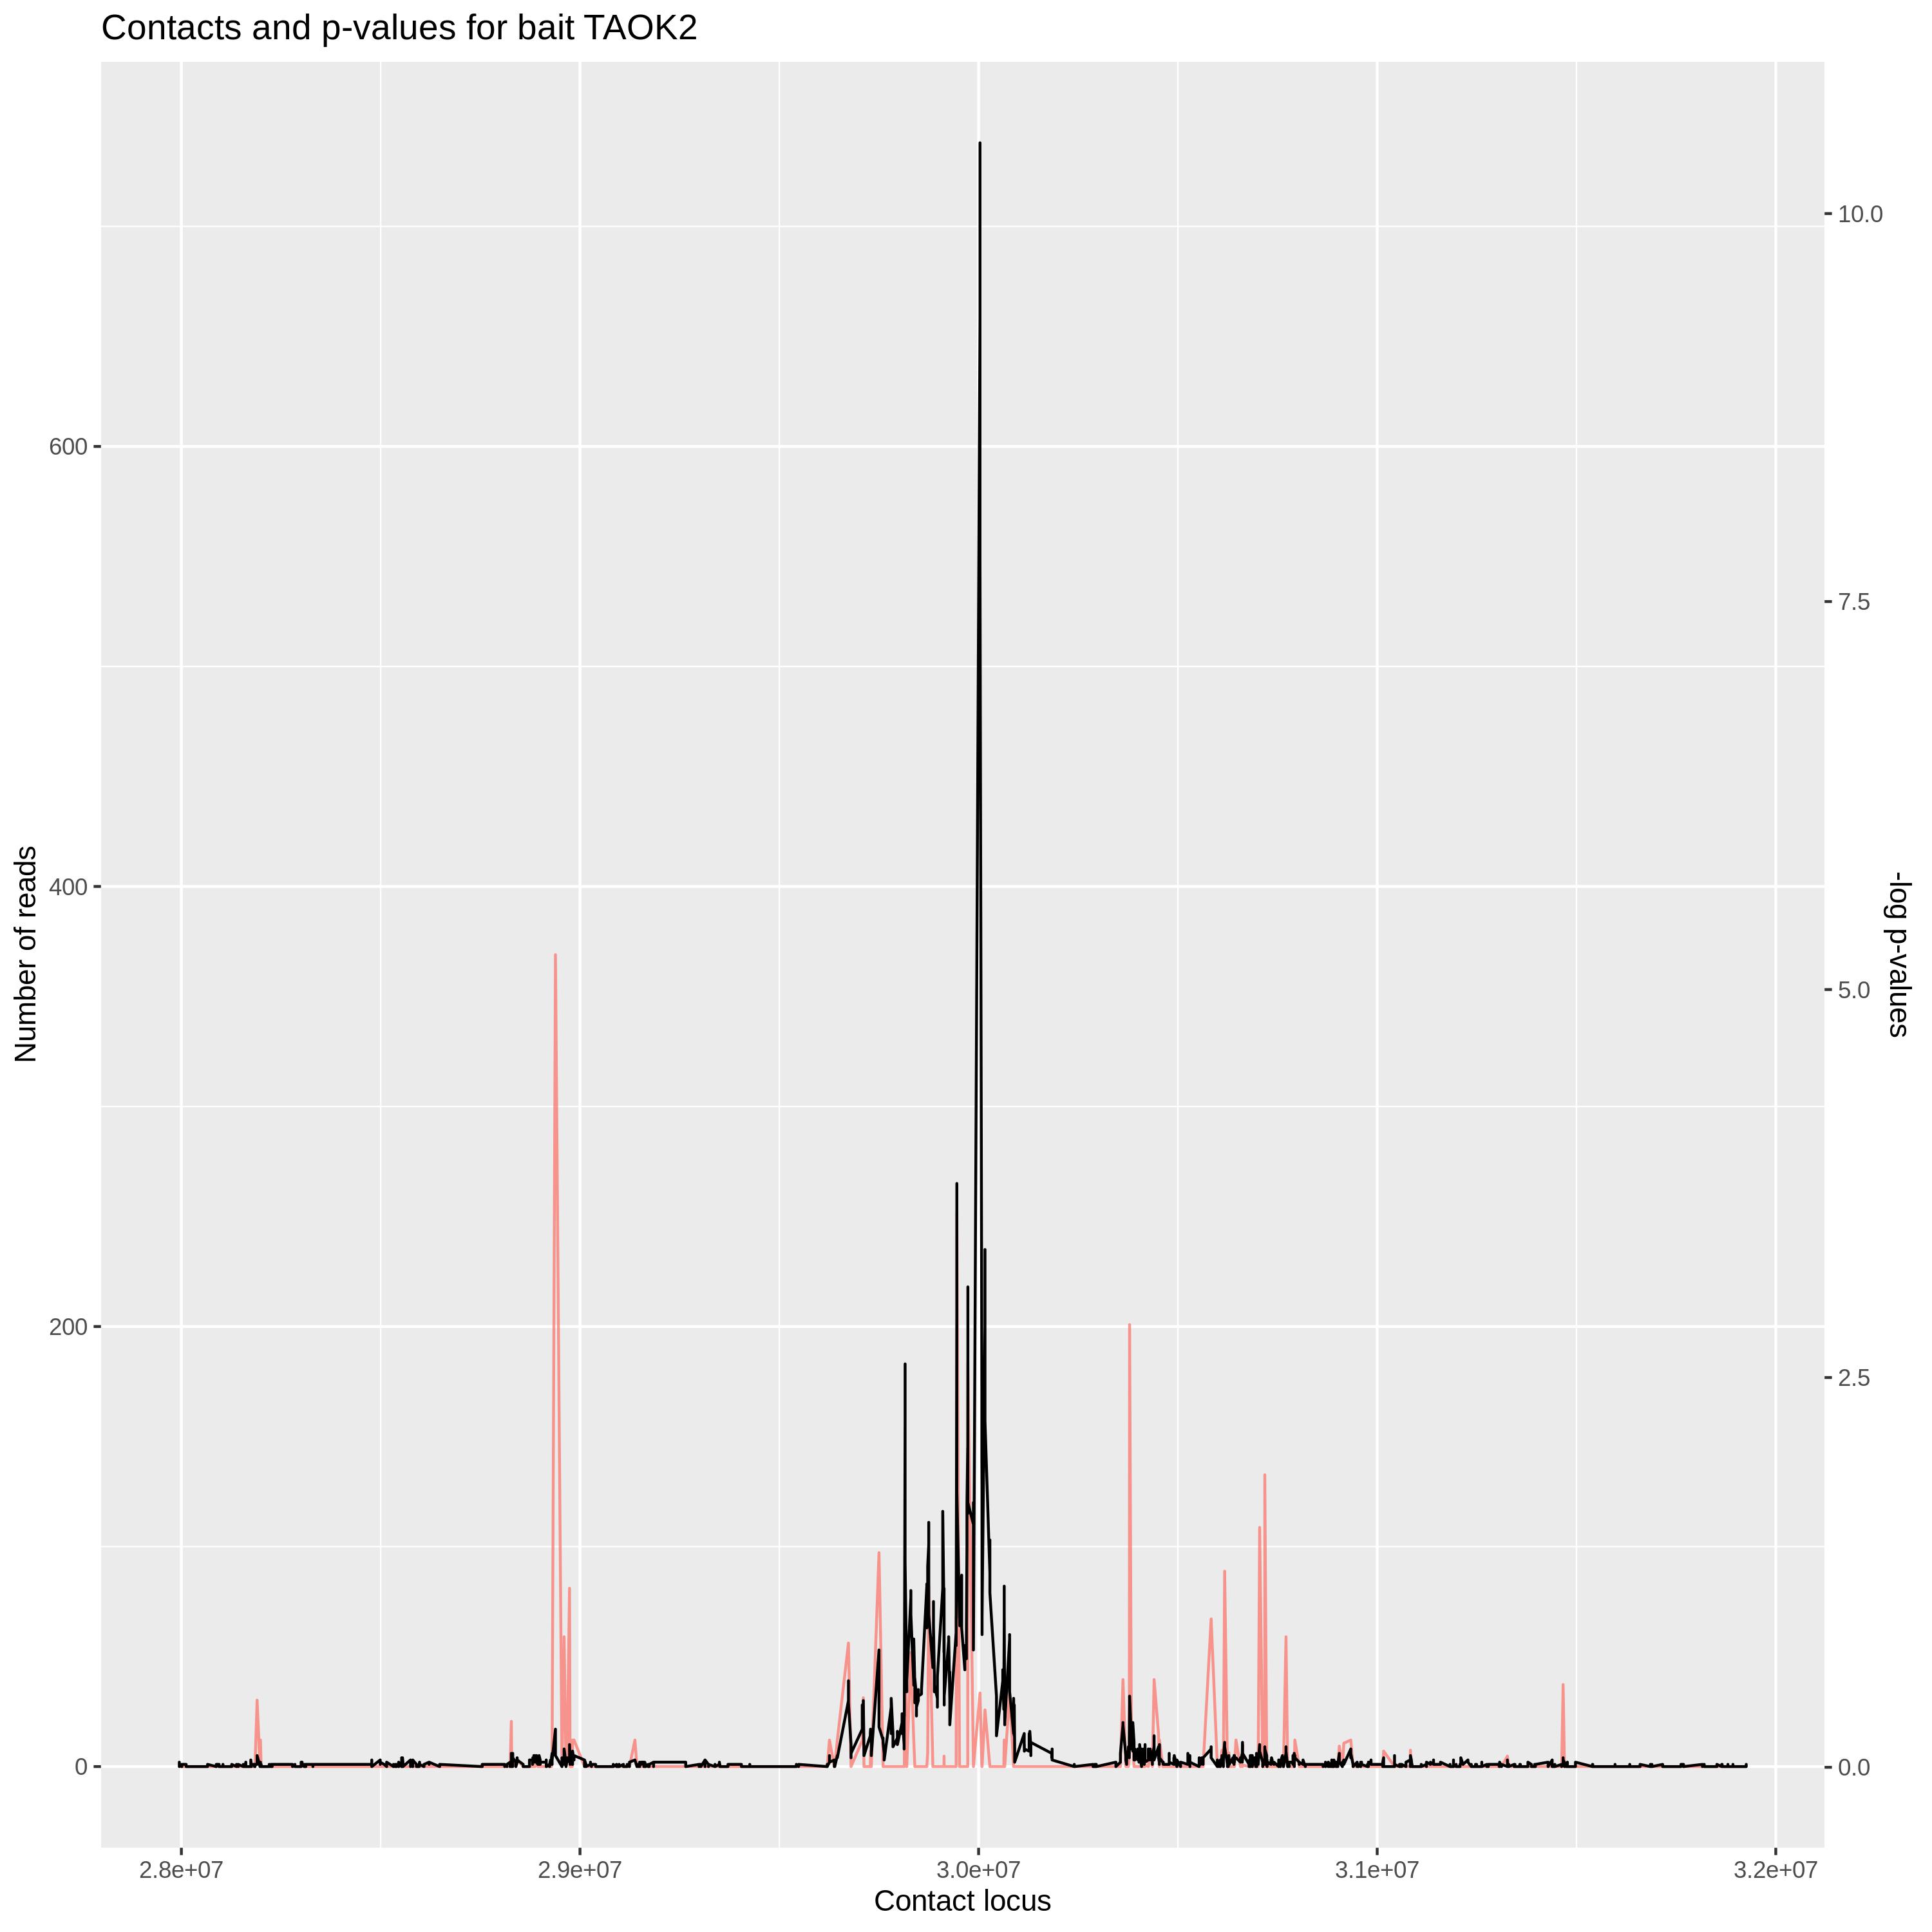 Contacts and p-values for bait TAOK2
Number of reads
600
400
200
0
10.0
7.5
5.0
2.5
0.0
-log p-values
2.8e+07
2.9e+07
3.0e+07
3.1e+07
3.2e+07
Contact locus